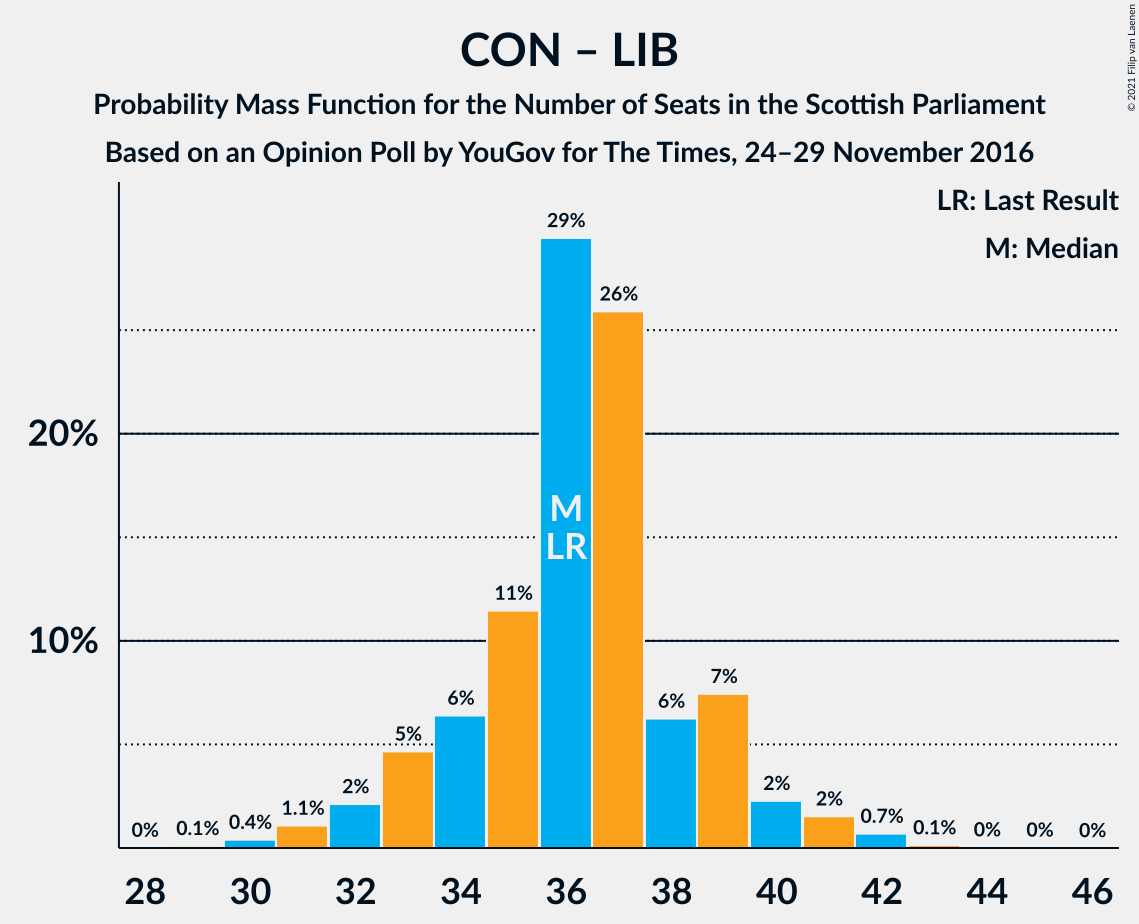 CON – LIB
Probability Mass Function for the Number of Seats in the Scottish Parliament
Based on an Opinion Poll by YouGov for The Times, 24–29 November 2016
© 2021 Filip van Laenen
LR: Last Result
M: Median
20%
10%
0%
0.1%
0.4%
1.1%
2%
5%
6%
11%
29%
26%
6%
7%
2%
2%
0.7%
0.1%
0%
0%
0%
M
LR
28 30 32 34 36 38 40 42 44 46